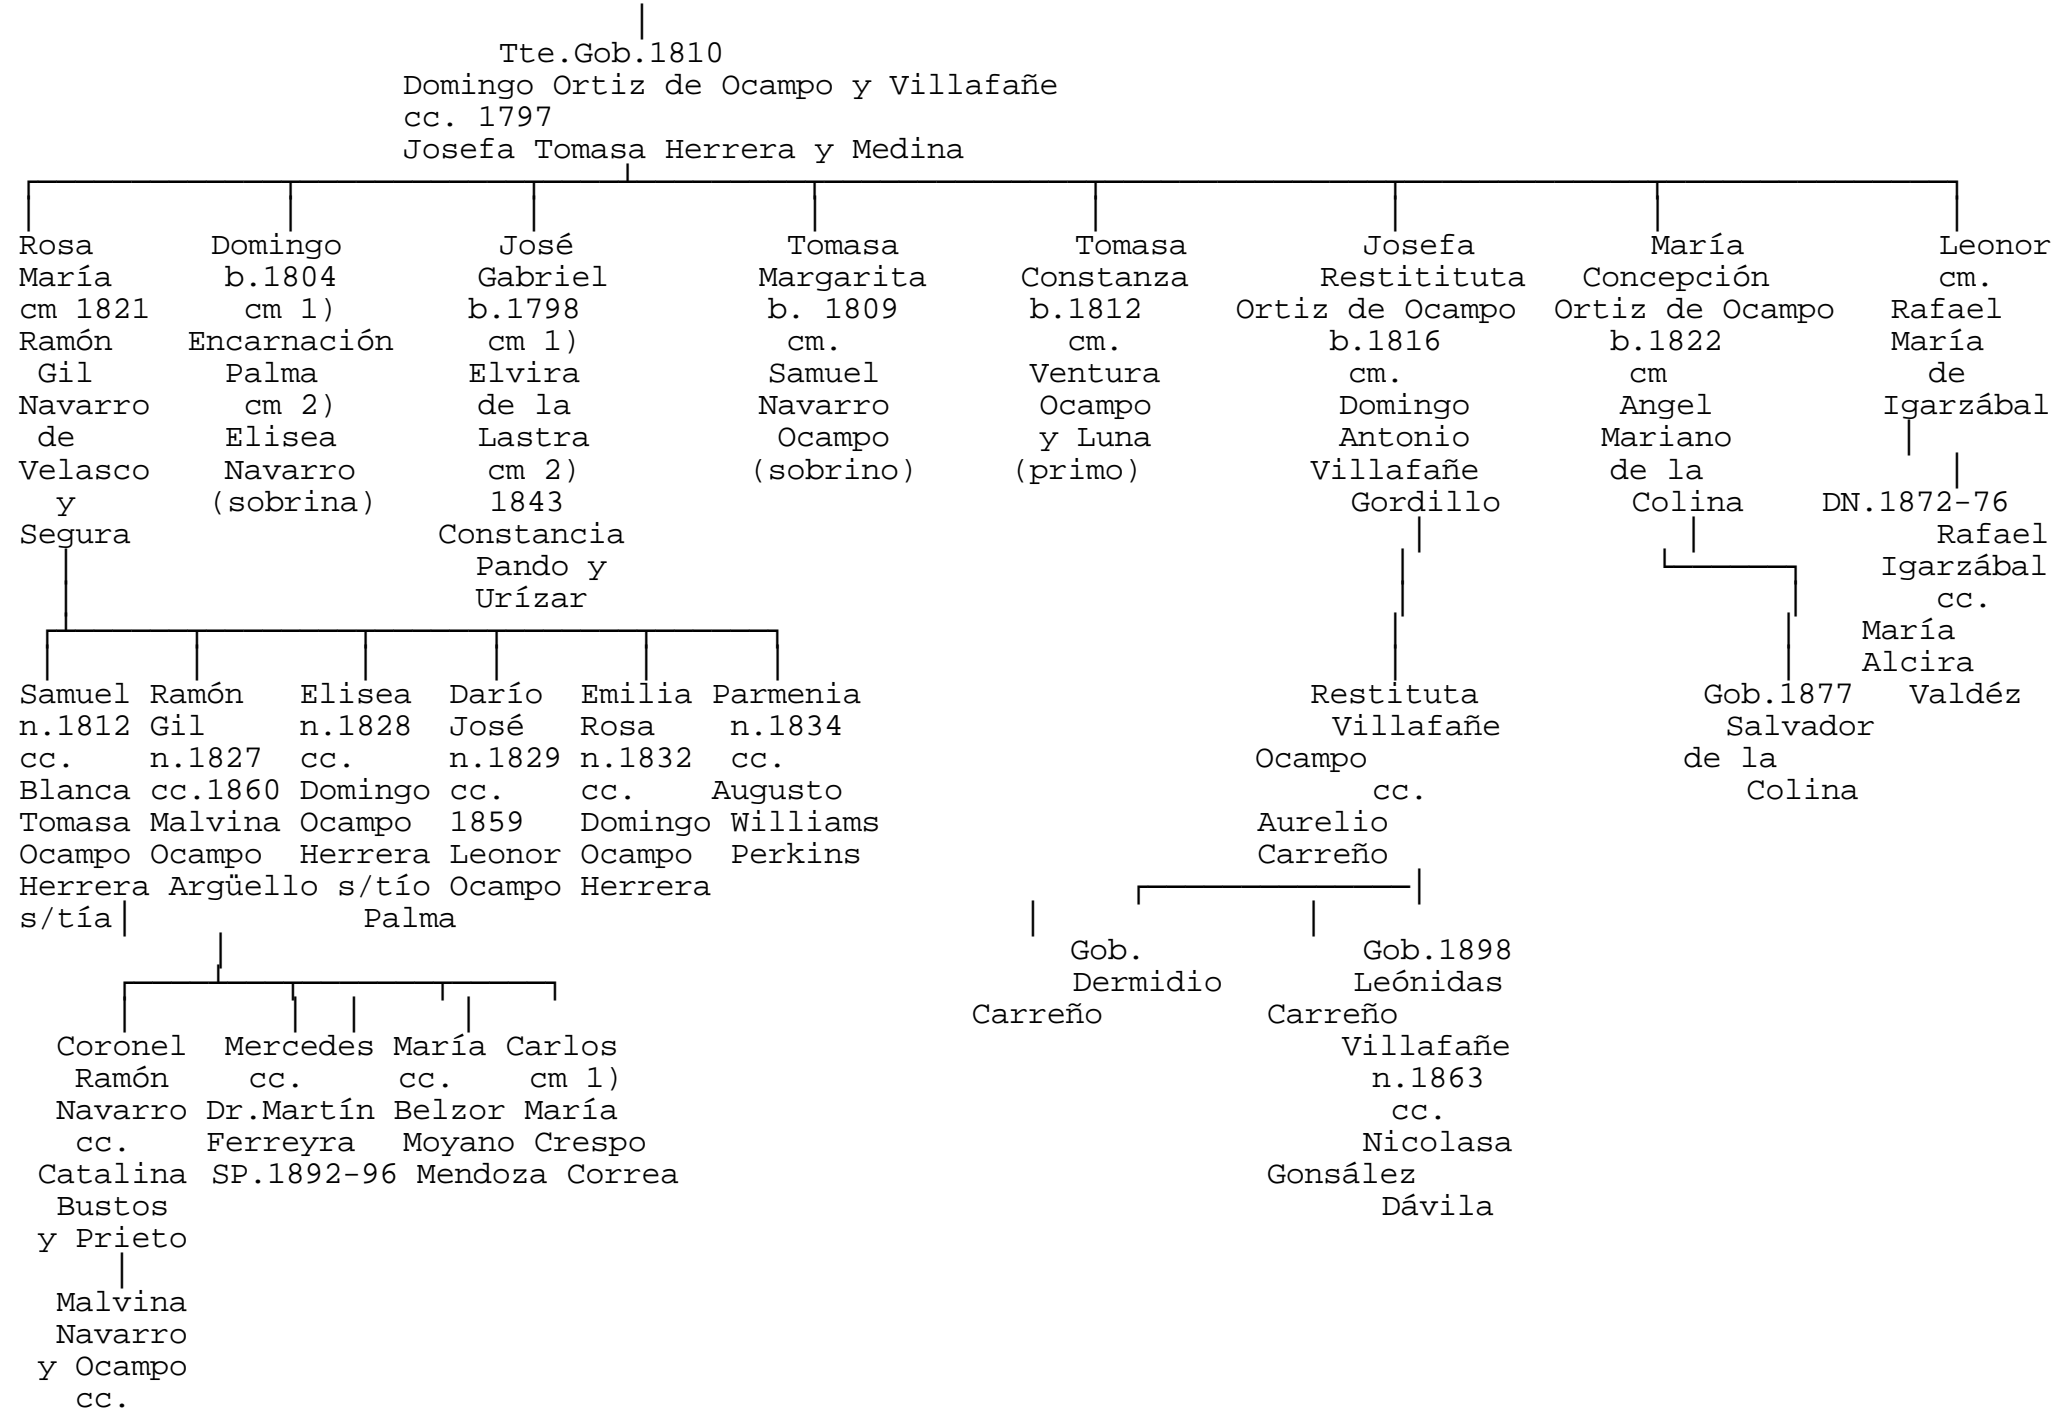 Tte.Gob.1810
Domingo Ortiz de Ocampo y Villafañe
cc. 1797
Josefa Tomasa Herrera y Medina
Rosa Domingo José Tomasa Tomasa Josefa María Leonor
María b.1804 Gabriel Margarita Constanza Restitituta Concepción cm.
cm 1821 cm 1) b.1798 b. 1809 b.1812 Ortiz de Ocampo Ortiz de Ocampo Rafael
Ramón Encarnación cm 1) cm. cm. b.1816 b.1822 María
Gil Palma Elvira Samuel Ventura cm. cm de
Navarro cm 2) de la Navarro Ocampo Domingo Angel Igarzábal
de Elisea Lastra Ocampo y Luna Antonio Mariano
Velasco Navarro cm 2) (sobrino) (primo) Villafañe de la
y (sobrina) 1843 Gordillo Colina DN.1872-76
Segura Constancia Rafael
Pando y Igarzábal
Urízar cc.
María
Alcira
Samuel Ramón Elisea Darío Emilia Parmenia Restituta Gob.1877 Valdéz
n.1812 Gil n.1828 José Rosa n.1834 Villafañe Salvador
cc. n.1827 cc. n.1829 n.1832 cc. Ocampo de la
Blanca cc.1860 Domingo cc. cc. Augusto cc. Colina
Tomasa Malvina Ocampo 1859 Domingo Williams Aurelio
Ocampo Ocampo Herrera Leonor Ocampo Perkins Carreño
Herrera Argüello s/tío Ocampo Herrera
s/tía Palma
Gob. Gob.1898
Dermidio Leónidas
Carreño Carreño
Coronel Mercedes María Carlos Villafañe
Ramón cc. cc. cm 1) n.1863
Navarro Dr.Martín Belzor María cc.
cc. Ferreyra Moyano Crespo Nicolasa
Catalina SP.1892-96 Mendoza Correa Gonsález
Bustos Dávila
y Prieto
Malvina
Navarro
y Ocampo
cc.